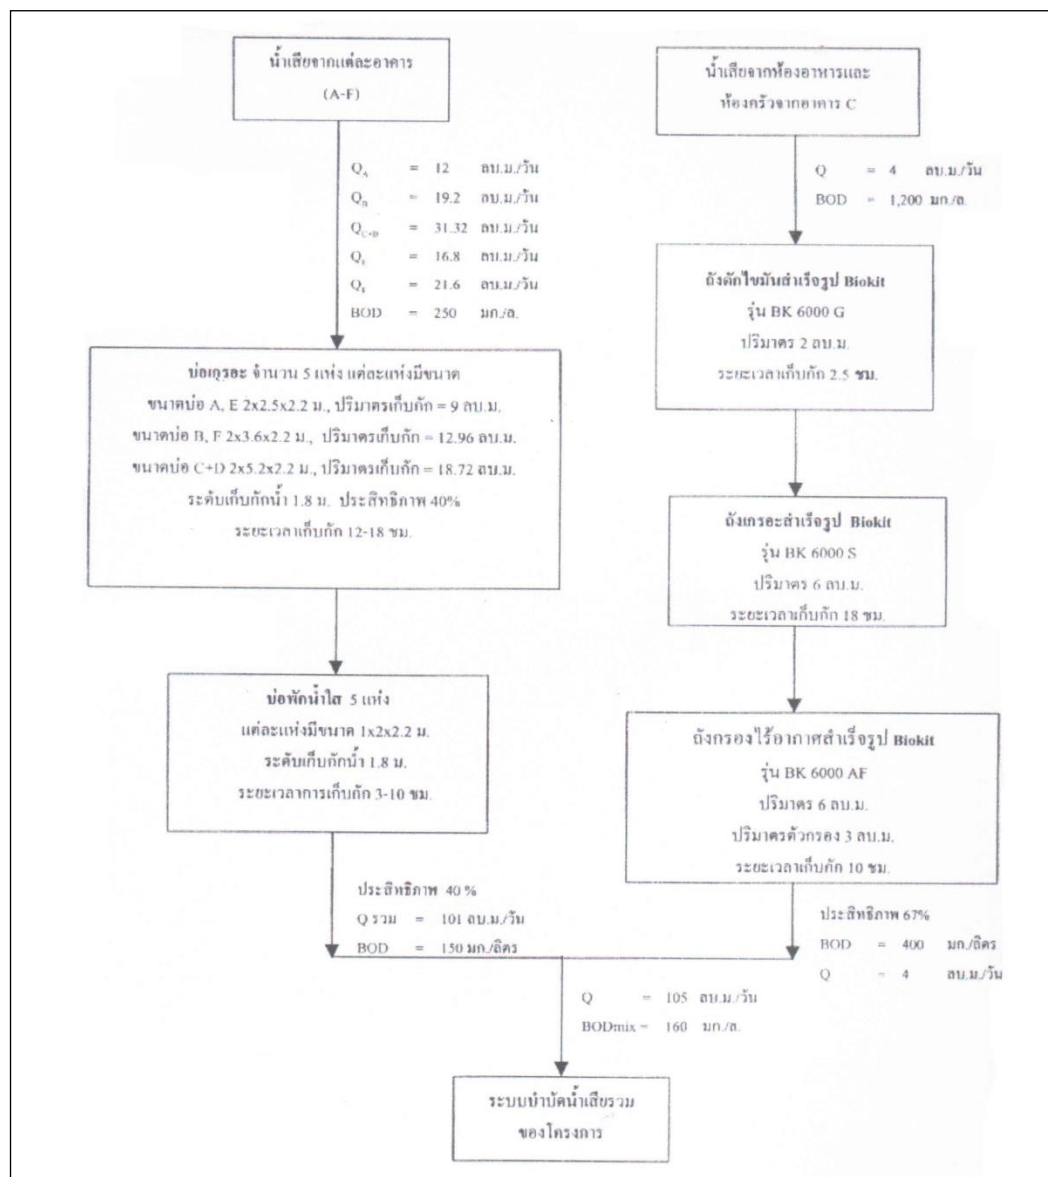 น้ำเสียจากแต่ละอาคาร
(A-F)
Q_A = 12 ลบ.ม./วัน
Q_B = 19.2 ลบ.ม./วัน
Q_C+D = 31.32 ลบ.ม./วัน
Q_E = 16.8 ลบ.ม./วัน
Q_F = 21.6 ลบ.ม./วัน
BOD = 250 มก./ล.
บ่อเกรอะ จำนวน 5 แห่ง แต่ละแห่งมีขนาด
ขนาดบ่อ A, E 2x2.5x2.2 ม., ปริมาตรเก็บกัก = 9 ลบ.ม.
ขนาดบ่อ B, F 2x3.6x2.2 ม., ปริมาตรเก็บกัก = 12.96 ลบ.ม.
ขนาดบ่อ C+D 2x5.2x2.2 ม., ปริมาตรเก็บกัก = 18.72 ลบ.ม.
ระดับเก็บกักน้ำ 1.8 ม. ประสิทธิภาพ 40%
ระยะเวลาเก็บกัก 12-18 ชม.
บ่อพักน้ำใส 5 แห่ง
แต่ละแห่งมีขนาด 1x2x2.2 ม.
ระดับเก็บกักน้ำ 1.8 ม.
ระยะเวลาการเก็บกัก 3-10 ชม.
ประสิทธิภาพ 40 %
Q รวม = 101 ลบ.ม./วัน
BOD = 150 มก./ลิตร
น้ำเสียจากห้องอาหารและ
ห้องครัวจากอาคาร C
Q = 4 ลบ.ม./วัน
BOD = 1,200 มก./ล.
ถังดักไขมันสำเร็จรูป Biokit
รุ่น BK 6000 G
ปริมาตร 2 ลบ.ม.
ระยะเวลาเก็บกัก 2.5 ชม.
ถังเกรอะสำเร็จรูป Biokit
รุ่น BK 6000 S
ปริมาตร 6 ลบ.ม.
ระยะเวลาเก็บกัก 18 ชม.
ถังกรองไร้อากาศสำเร็จรูป Biokit
รุ่น BK 6000 AF
ปริมาตร 6 ลบ.ม.
ปริมาตรตัวกรอง 3 ลบ.ม.
ระยะเวลาเก็บกัก 10 ชม.
ประสิทธิภาพ 67%
BOD = 400 มก./ลิตร
Q = 4 ลบ.ม./วัน
Q = 105 ลบ.ม./วัน
BODmix = 160 มก./ล.
ระบบบำบัดน้ำเสียรวม
ของโครงการ